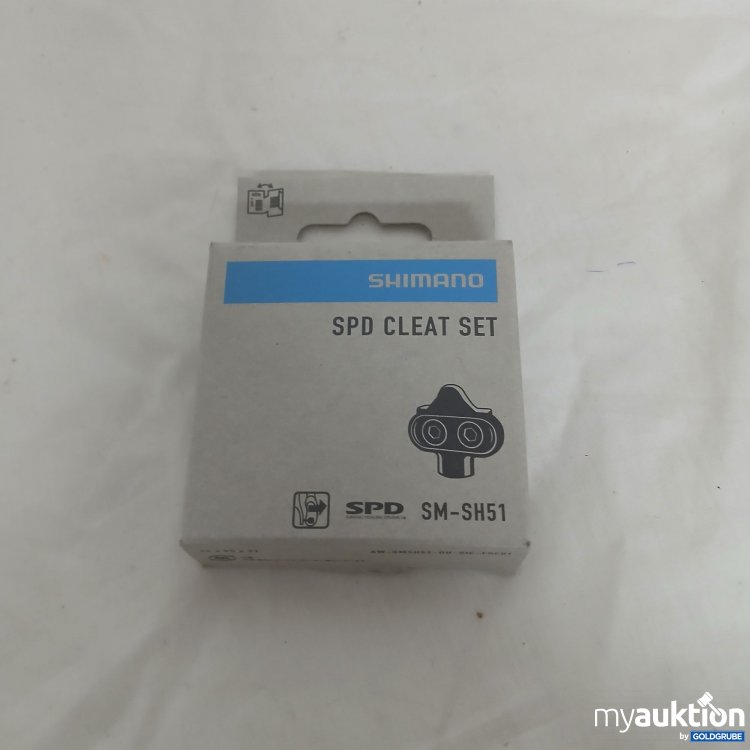 SHIMANO
SPD CLEAT SET
SPD SM-SH51
myauktion
by GOLDGRUBE